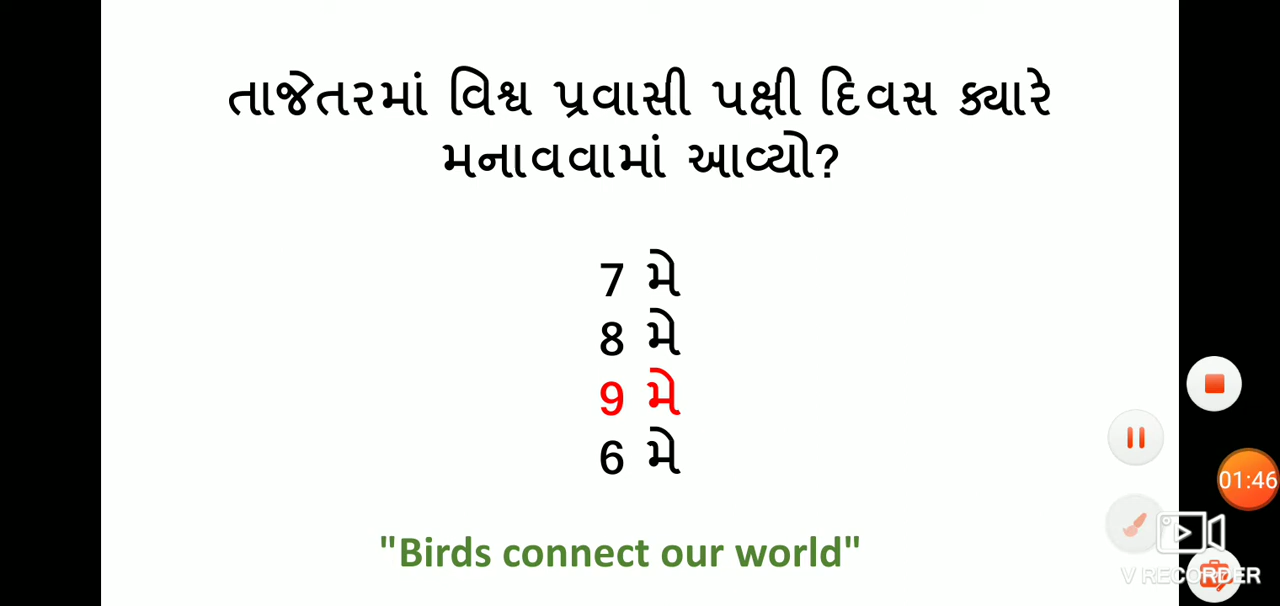 તાજેતરમાં વિશ્વ પ્રવાસી પક્ષી દિવસ ક્યારે
મનાવવામાં આવ્યો?
7 મે
8 મે
9 મે
6 મે
01:46
"Birds connect our world"
V RECORDER